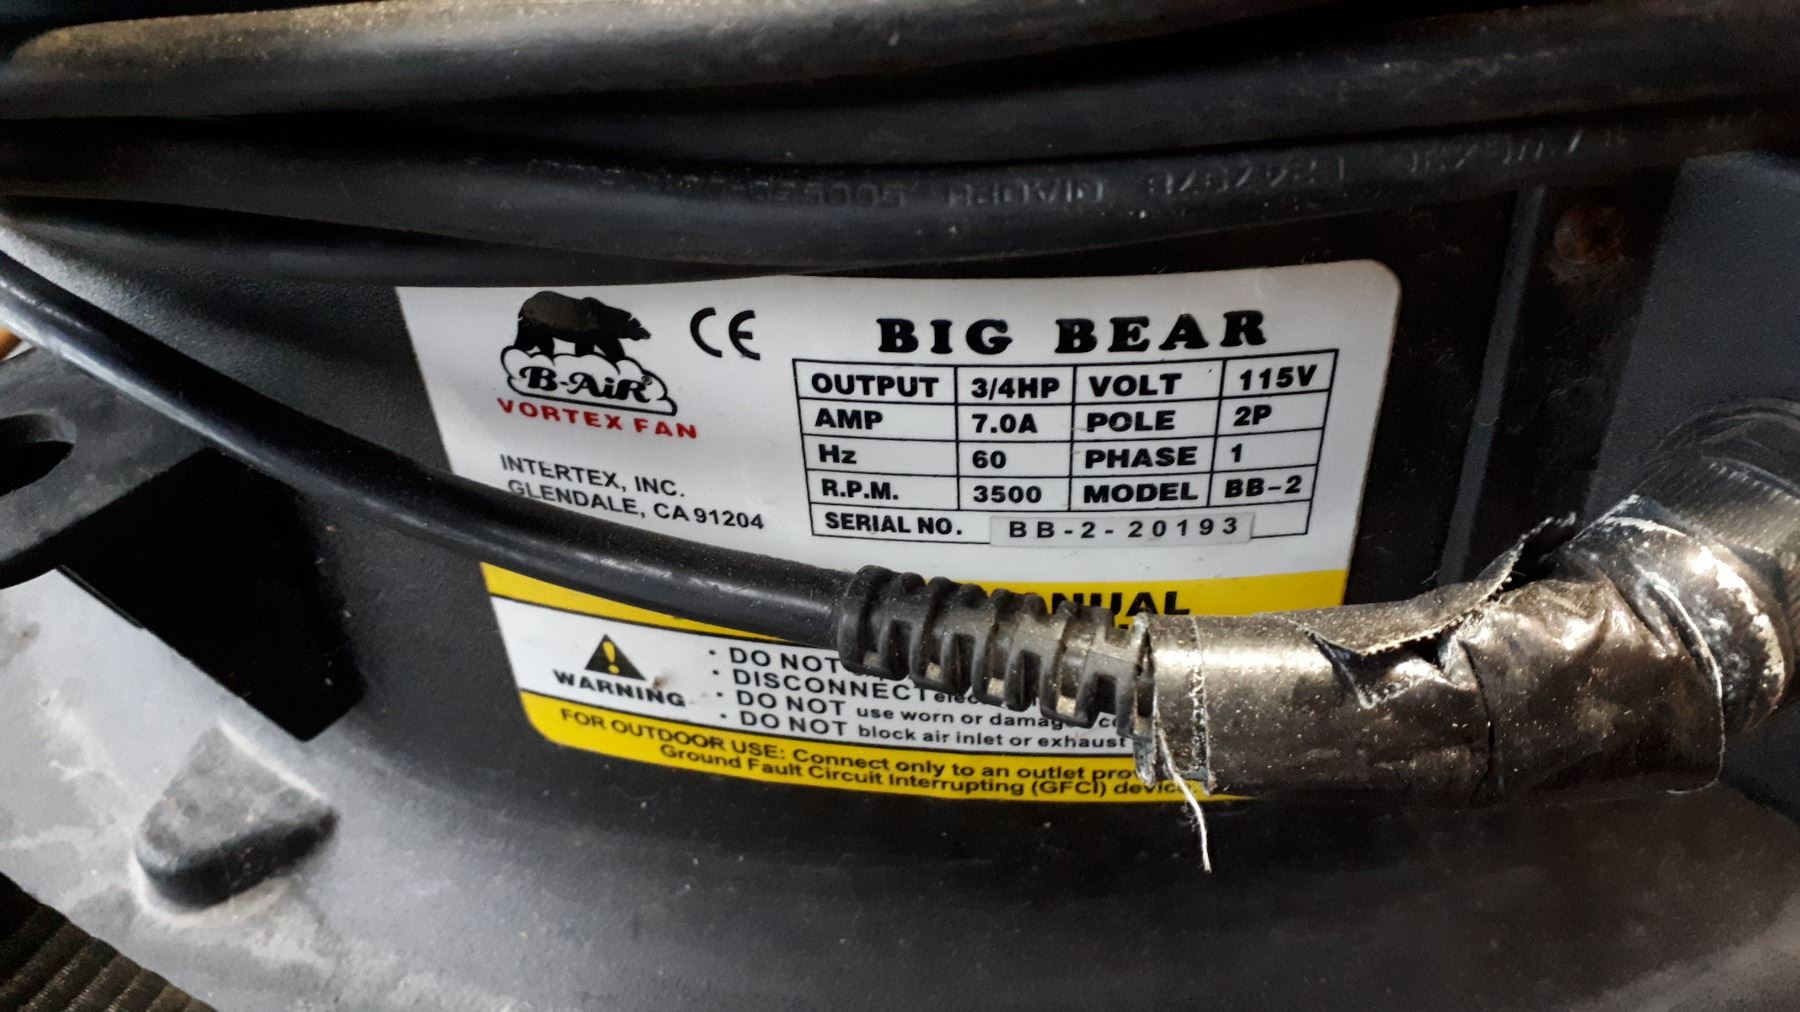 B-AiR®
VORTEX FAN
CE
INTERTEX, INC.
GLENDALE, CA 91204
BIG BEAR
OUTPUT 3/4HP VOLT 115V
AMP 7.0A POLE 2P
Hz 60 PHASE 1
R.P.M. 3500 MODEL BB-2
SERIAL NO. BB-2-20193
WARNING
• DO NOT
• DISCONNECT
• DO NOT use worn or
• DO NOT block air inlet or exhaust
FOR OUTDOOR USE: Connect only to an outlet
Ground Fault Circuit Interrupting (GFCI)